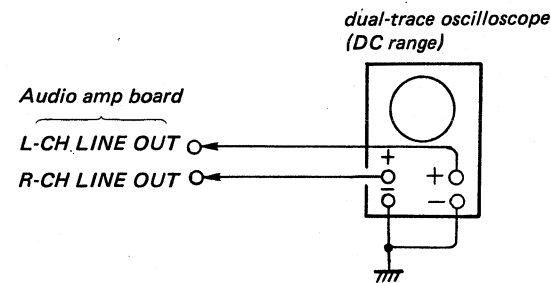 dual-trace oscilloscope
(DC range)
Audio amp board
L-CH LINE OUT
R-CH LINE OUT
+
+
−
−